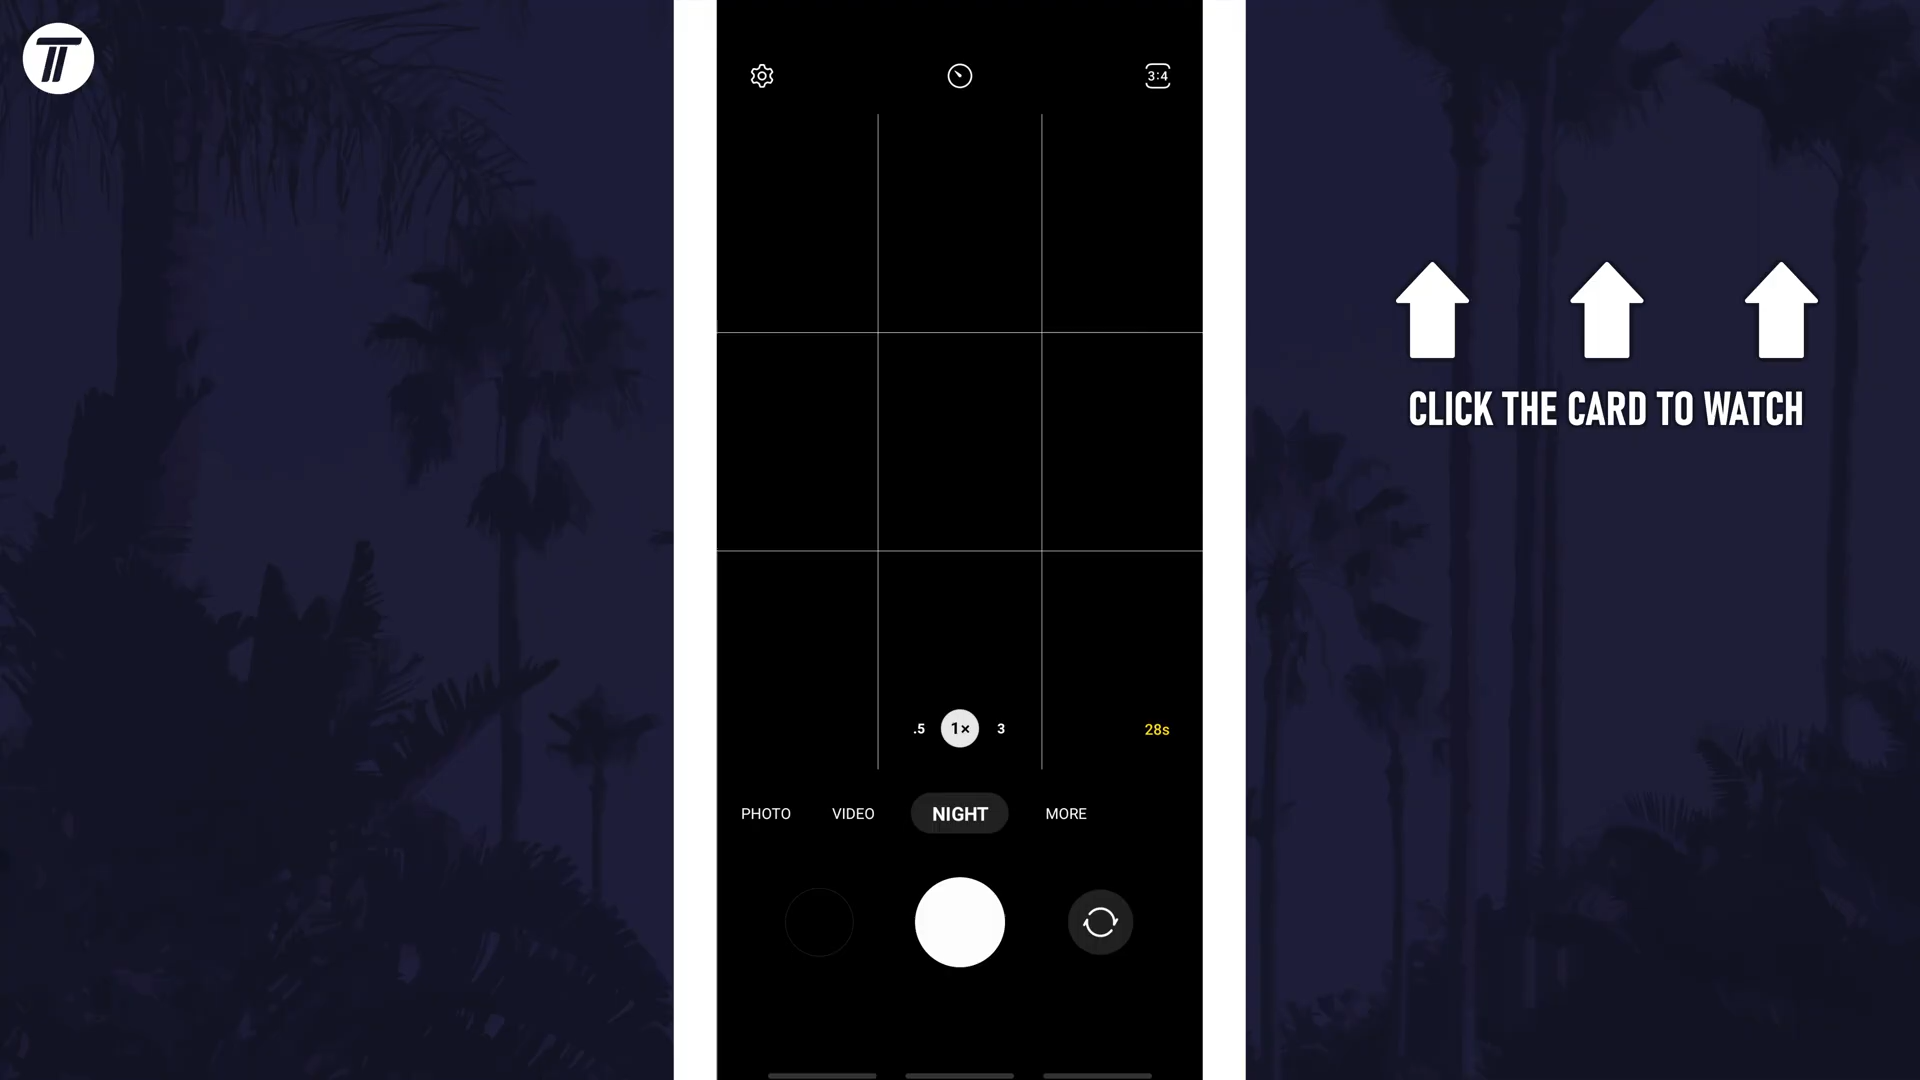 3:4
.5 1× 3 28s
PHOTO VIDEO NIGHT MORE
CLICK THE CARD TO WATCH